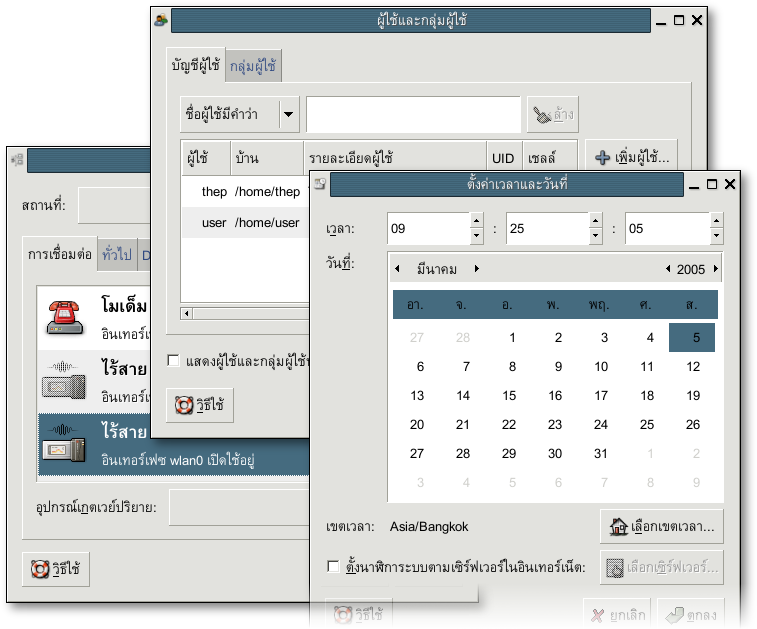 ผู้ใช้และกลุ่มผู้ใช้
บัญชีผู้ใช้ กลุ่มผู้ใช้
ชื่อผู้ใช้มีคำว่า ล้าง
ผู้ใช้ บ้าน รายละเอียดผู้ใช้ UID เชลล์ เพิ่มผู้ใช้...
thep /home/thep
user /home/user
แสดงผู้ใช้และกลุ่มผู้ใช้
วิธีใช้
สถานที่:
การเชื่อมต่อ ทั่วไป D
โมเด็ม
อินเทอร์เ
ไร้สาย
อินเทอร์เ
ไร้สาย
อินเทอร์เฟซ wlan0 เปิดใช้อยู่
อุปกรณ์เกตเวย์ปริยาย:
วิธีใช้
ตั้งค่าเวลาและวันที่
เวลา: 09 : 25 : 05
วันที่: มีนาคม 2005
อา. จ. อ. พ. พฤ. ศ. ส.
27 28 1 2 3 4 5
6 7 8 9 10 11 12
13 14 15 16 17 18 19
20 21 22 23 24 25 26
27 28 29 30 31 1 2
3 4 5 6 7 8 9
เขตเวลา: Asia/Bangkok เลือกเขตเวลา...
ตั้งนาฬิการะบบตามเซิร์ฟเวอร์ในอินเทอร์เน็ต: เลือกเซิร์ฟเวอร์...
วิธีใช้ ยกเลิก ตกลง